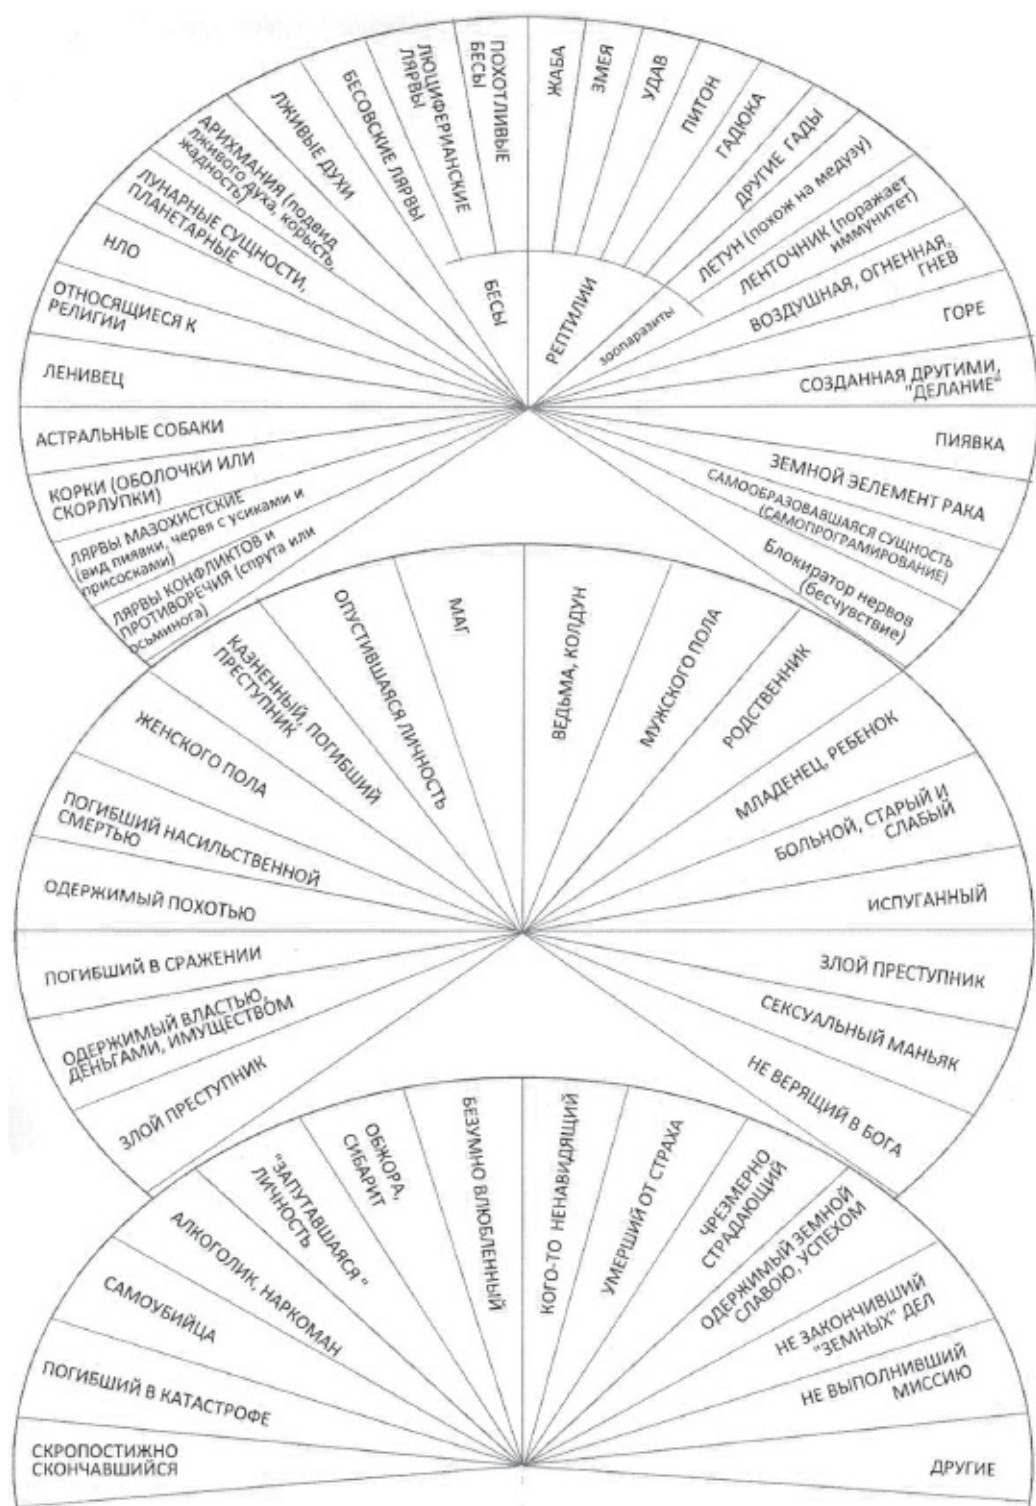 ЛЯРВЫ КОНФЛИКТОВ И
ПРОТИВОРЕЧИЯ (спрута или
осьминога)
ЛЯРВЫ МАЗОХИСТСКИЕ
(вид пиявки, червя с усиками и
присосками)
КОРКИ (ОБОЛОЧКИ ИЛИ
СКОРЛУПКИ)
АСТРАЛЬНЫЕ СОБАКИ
ЛЕНИВЕЦ
ОТНОСЯЩИЕСЯ К
РЕЛИГИИ
НЛО
ЛУНАРНЫЕ СУЩНОСТИ,
ПЛАНЕТАРНЫЕ
АРИХМАНИЯ (подвид
лживого духа, корысть,
жадность)
ЛЖИВЫЕ ДУХИ
БЕСОВСКИЕ ЛЯРВЫ
ЛЮЦИФЕРИАНСКИЕ
ЛЯРВЫ
ПОХОТЛИВЫЕ
БЕСЫ
БЕСЫ
ЖАБА
ЗМЕЯ
УДАВ
ПИТОН
ГАДЮКА
ДРУГИЕ ГАДЫ
РЕПТИЛИИ
ЛЕТУН (похож на медузу)
ЛЕНТОЧНИК (поражает
иммунитет)
зоопаразиты
ВОЗДУШНАЯ, ОГНЕННАЯ,
ГНЕВ
ГОРЕ
СОЗДАННАЯ ДРУГИМИ,
"ДЕЛАНИЕ"
ПИЯВКА
ЗЕМНОЙ ЭЕЛЕМЕНТ РАКА
САМООБРАЗОВАВШАЯСЯ СУЩНОСТЬ
(САМОПРОГРАМИРОВАНИЕ)
Блокиратор нервов
(бесчувствие)
ЗЛОЙ ПРЕСТУПНИК
ОДЕРЖИМЫЙ ВЛАСТЬЮ,
ДЕНЬГАМИ, ИМУЩЕСТВОМ
ПОГИБШИЙ В СРАЖЕНИИ
ОДЕРЖИМЫЙ ПОХОТЬЮ
ПОГИБШИЙ НАСИЛЬСТВЕННОЙ
СМЕРТЬЮ
ЖЕНСКОГО ПОЛА
КАЗНЕННЫЙ, ПОГИБШИЙ
ПРЕСТУПНИК
ОПУСТИВШАЯСЯ ЛИЧНОСТЬ
МАГ
ВЕДЬМА, КОЛДУН
МУЖСКОГО ПОЛА
РОДСТВЕННИК
МЛАДЕНЕЦ, РЕБЕНОК
БОЛЬНОЙ, СТАРЫЙ И
СЛАБЫЙ
ИСПУГАННЫЙ
ЗЛОЙ ПРЕСТУПНИК
СЕКСУАЛЬНЫЙ МАНЬЯК
НЕ ВЕРЯЩИЙ В БОГА
СКРОПОСТИЖНО
СКОНЧАВШИЙСЯ
ПОГИБШИЙ В КАТАСТРОФЕ
САМОУБИЙЦА
АЛКОГОЛИК, НАРКОМАН
"ЗАПУТАВШАЯСЯ "
ЛИЧНОСТЬ
ОБЖОРА,
СИБАРИТ
БЕЗУМНО ВЛЮБЛЕННЫЙ
КОГО-ТО НЕНАВИДЯЩИЙ
УМЕРШИЙ ОТ СТРАХА
ЧРЕЗМЕРНО
СТРАДАЮЩИЙ
ОДЕРЖИМЫЙ ЗЕМНОЙ
СЛАВОЮ, УСПЕХОМ
НЕ ЗАКОНЧИВШИЙ
"ЗЕМНЫХ" ДЕЛ
НЕ ВЫПОЛНИВШИЙ
МИССИЮ
ДРУГИЕ